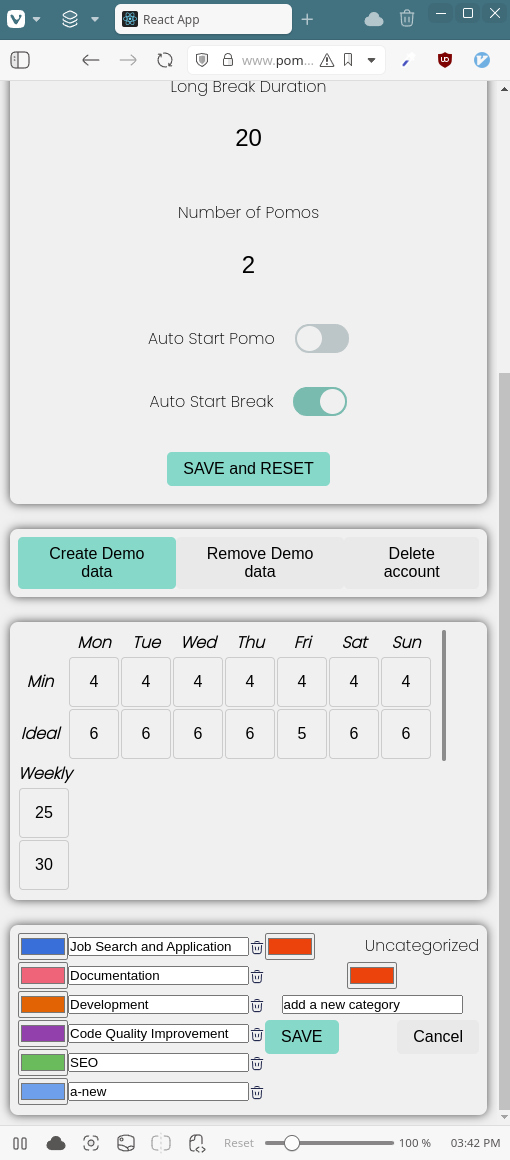 React App
www.pom...
Long Break Duration
20
Number of Pomos
2
Auto Start Pomo
Auto Start Break
SAVE and RESET
Create Demo data
Remove Demo data
Delete account
Mon Tue Wed Thu Fri Sat Sun
Min 4 4 4 4 4 4 4
Ideal 6 6 6 6 5 6 6
Weekly
25
30
Job Search and Application
Documentation
Development
Code Quality Improvement
SEO
a-new
Uncategorized
add a new category
SAVE Cancel
Reset 100 % 03:42 PM